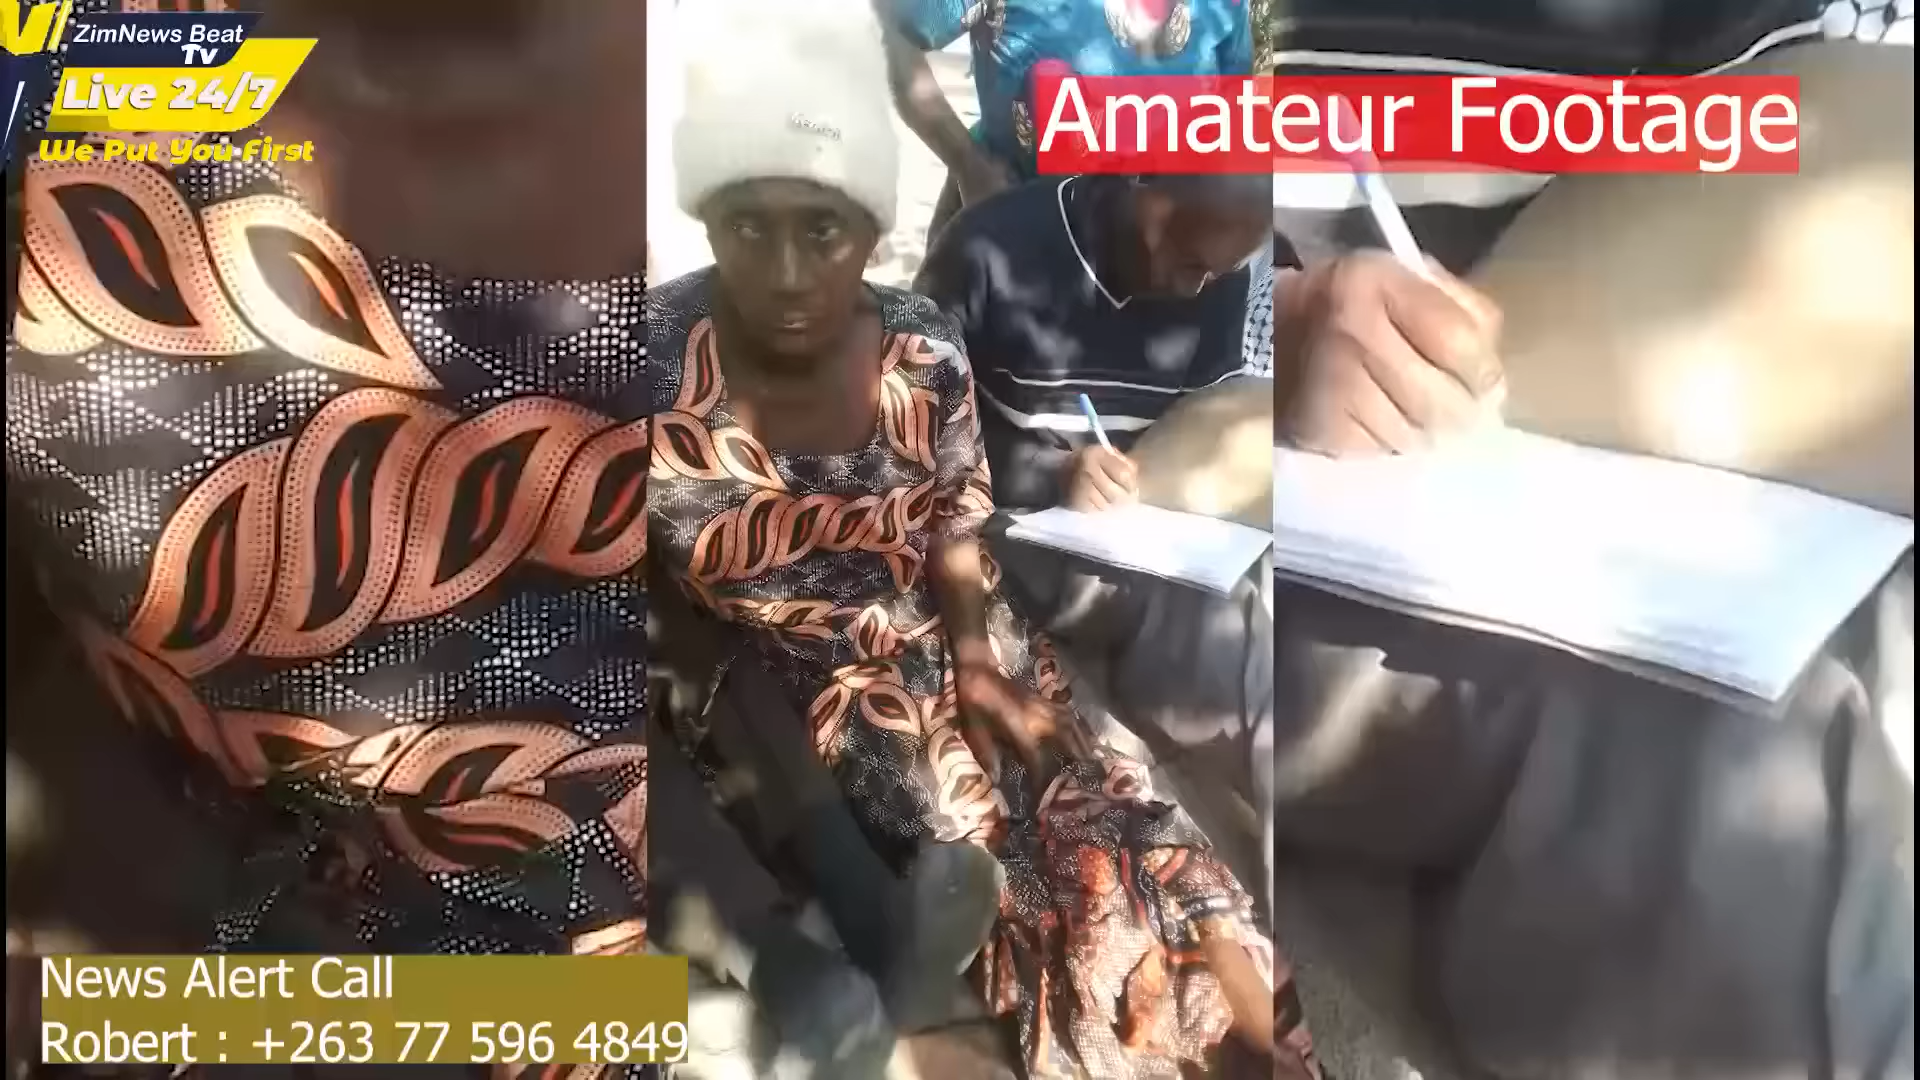 ZimNews Beat
Tv
Live 24/7
We Put You First
Amateur Footage
News Alert Call
Robert : +263 77 596 4849